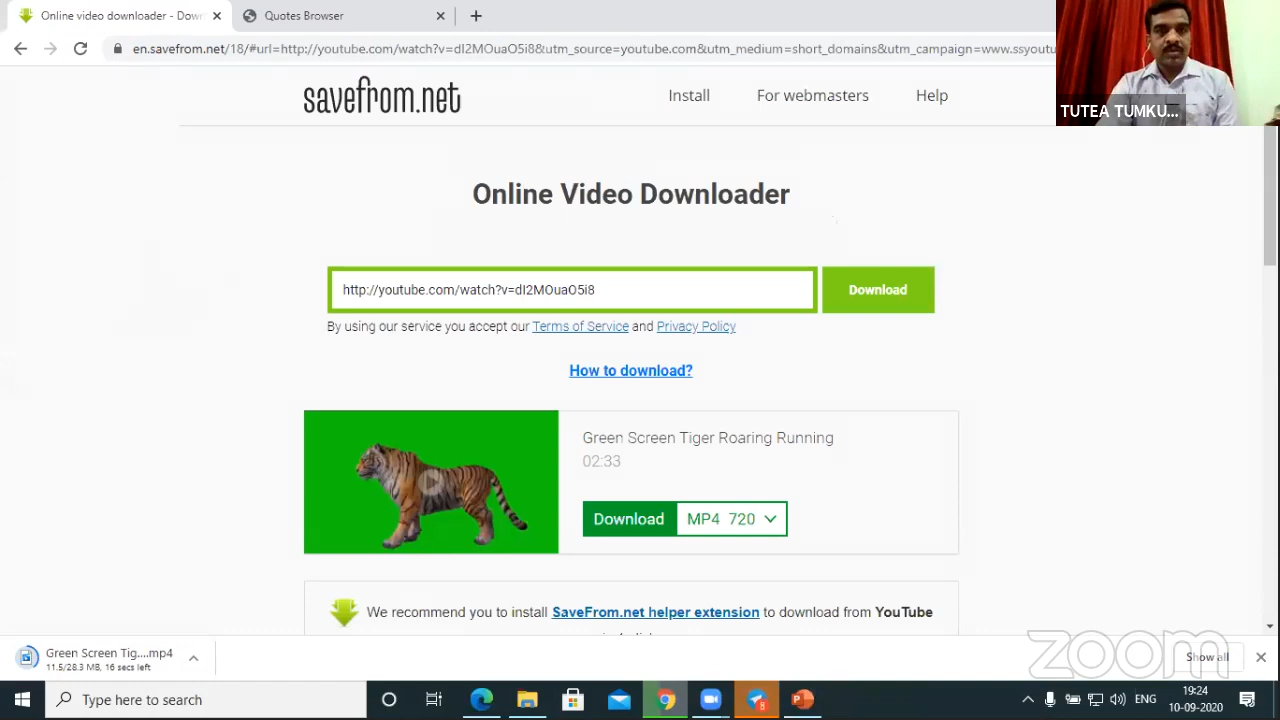 Online video downloader - Dow
Quotes Browser
en.savefrom.net/18/#url=http://youtube.com/watch?v=dI2MOuaO5i8&utm_source=youtube.com&utm_medium=short_domains&utm_campaign=www.ssyoutu
TUTEA TUMKU...
savefrom.net
Install
For webmasters
Help
Online Video Downloader
http://youtube.com/watch?v=dI2MOuaO5i8
Download
By using our service you accept our Terms of Service and Privacy Policy
How to download?
Green Screen Tiger Roaring Running
02:33
Download MP4 720
We recommend you to install SaveFrom.net helper extension to download from YouTube
Green Screen Tig....mp4
11.5/28.3 MB, 16 secs left
Show all
zoom
Type here to search
ENG
19:24
10-09-2020